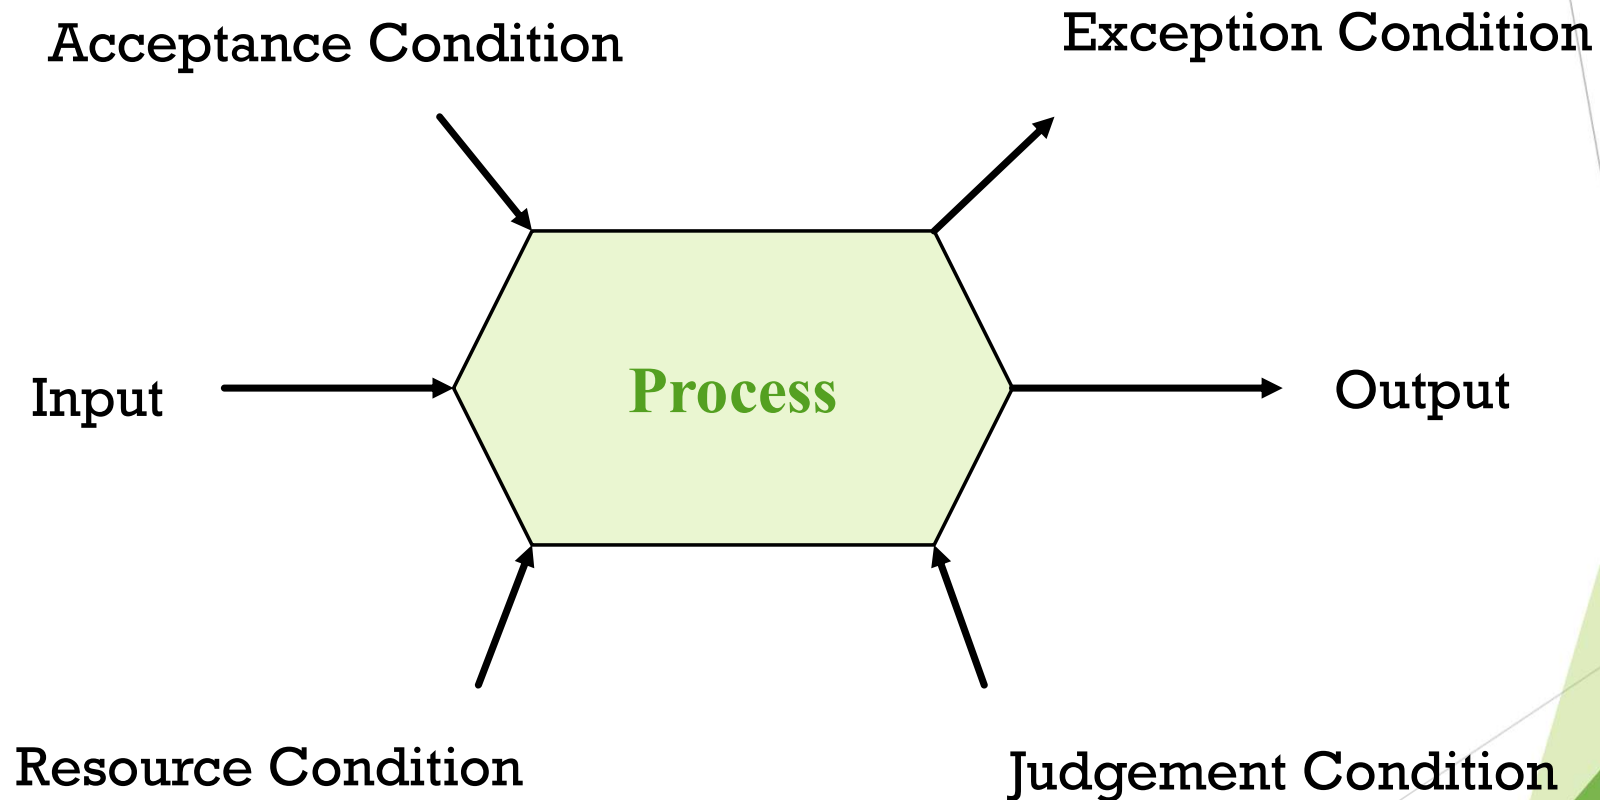 Acceptance Condition
Exception Condition
Input
Process
Output
Resource Condition
Judgement Condition